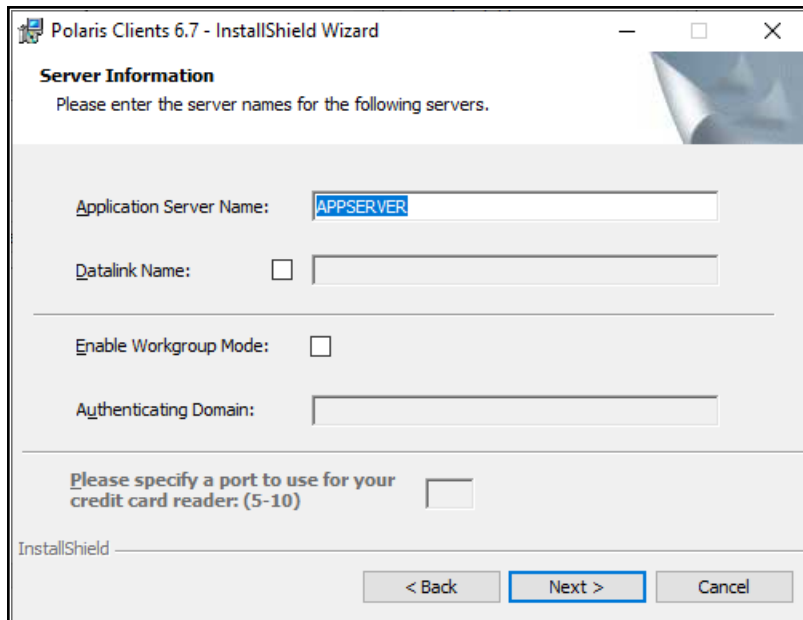 Polaris Clients 6.7 - InstallShield Wizard
Server Information
Please enter the server names for the following servers.
Application Server Name:
APPSERVER
Datalink Name:
Enable Workgroup Mode:
Authenticating Domain:
Please specify a port to use for your
credit card reader: (5-10)
InstallShield
< Back
Next >
Cancel